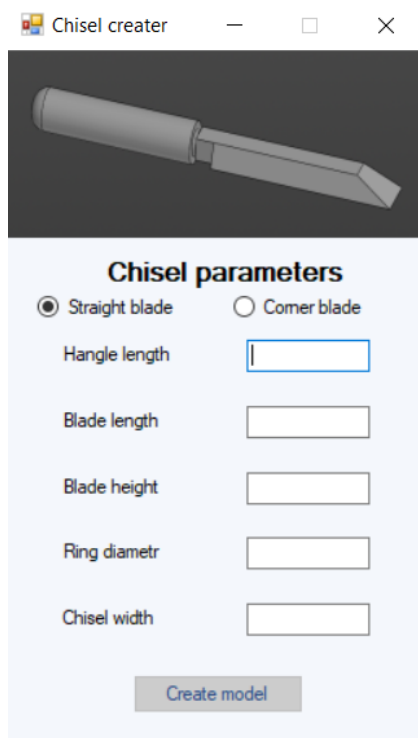 Chisel creater
Chisel parameters
Straight blade Corner blade
Hangle length
Blade length
Blade height
Ring diametr
Chisel width
Create model